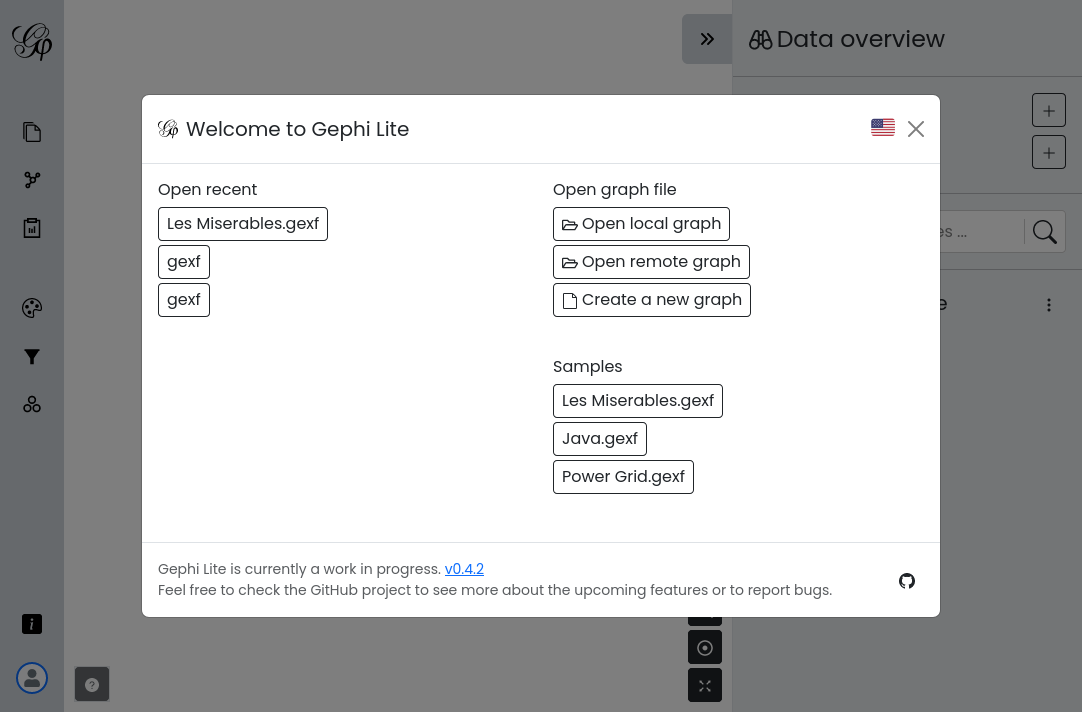 Data overview
Welcome to Gephi Lite
Open recent
Les Miserables.gexf
gexf
gexf
Open graph file
Open local graph
Open remote graph
Create a new graph
Samples
Les Miserables.gexf
Java.gexf
Power Grid.gexf
Gephi Lite is currently a work in progress. v0.4.2
Feel free to check the GitHub project to see more about the upcoming features or to report bugs.